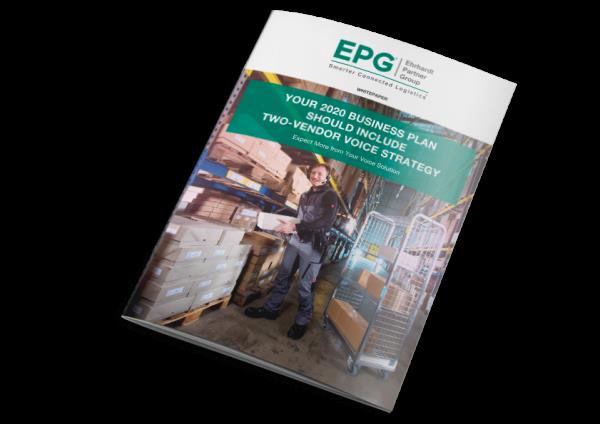 EPG
Ehrhardt
Partner
Group
Smarter Connected Logistics
WHITEPAPER
YOUR 2020 BUSINESS PLAN
SHOULD INCLUDE
TWO-VENDOR VOICE STRATEGY
Expect More from Your Voice Solution